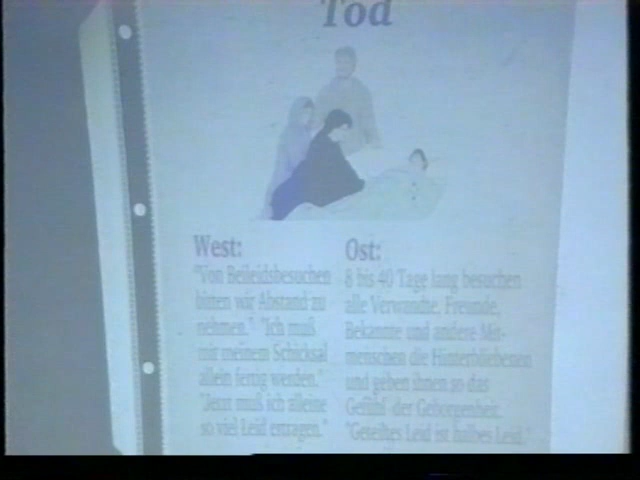 Tod
West:
"Von Beileidsbesuchen
bitten wir Abstand zu
nehmen." "Ich muß
mit meinem Schicksal
allein fertig werden."
"Jetzt muß ich alleine
so viel Leid ertragen."
Ost:
8 bis 40 Tage lang besuchen
alle Verwandte, Freunde,
Bekannte und andere Mit-
menschen die Hinterbliebenen
und geben ihnen so das
Gefühl der Geborgenheit.
"Geteiltes Leid ist halbes Leid."